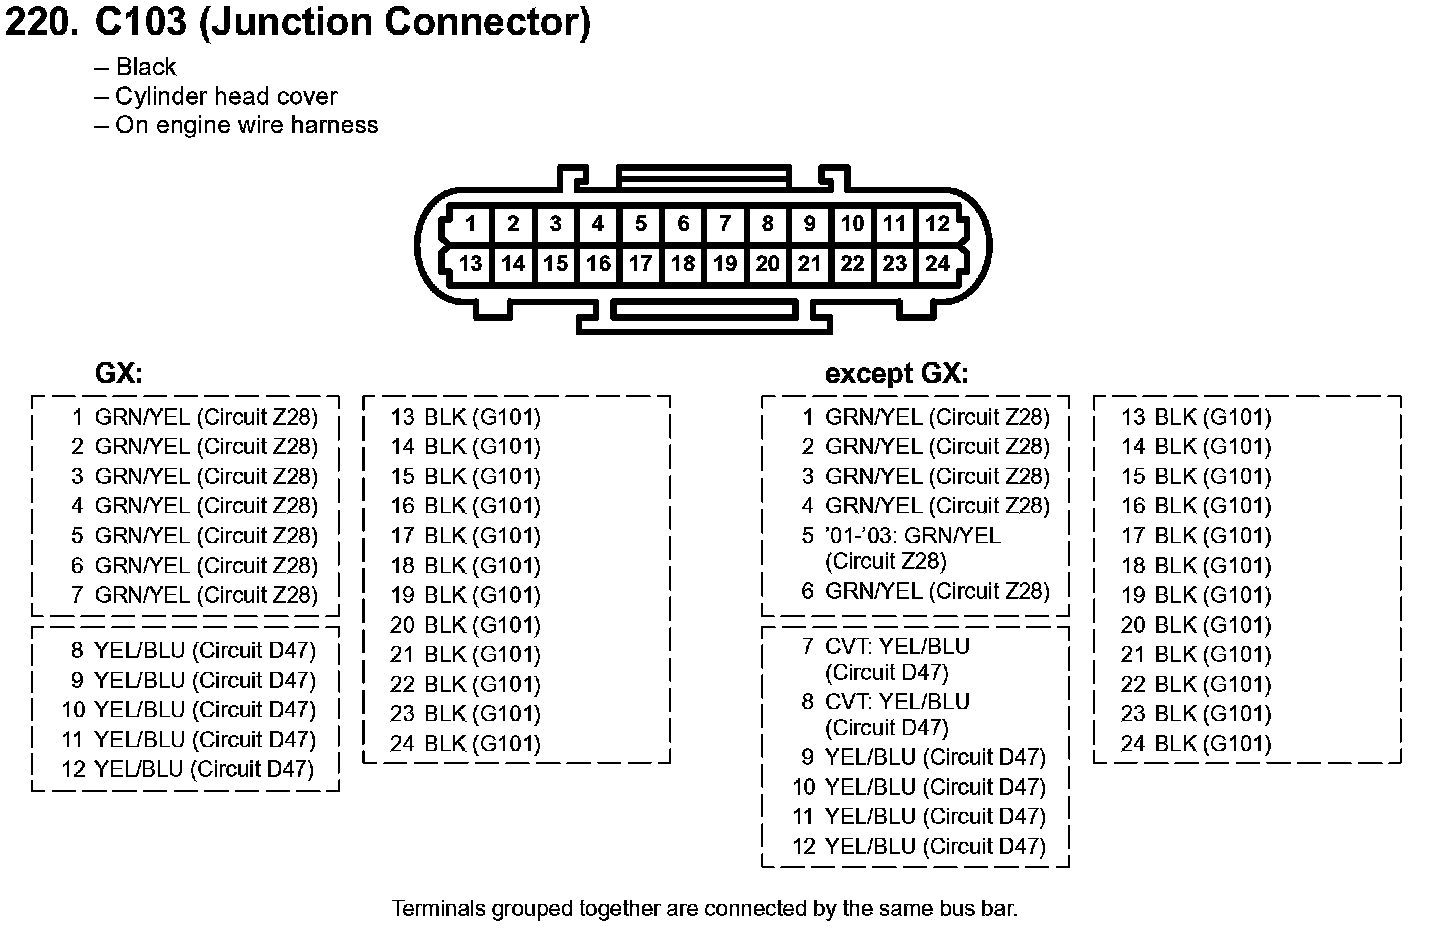 220. C103 (Junction Connector)
– Black
– Cylinder head cover
– On engine wire harness
1 2 3 4 5 6 7 8 9 10 11 12
13 14 15 16 17 18 19 20 21 22 23 24
GX:
1 GRN/YEL (Circuit Z28)
2 GRN/YEL (Circuit Z28)
3 GRN/YEL (Circuit Z28)
4 GRN/YEL (Circuit Z28)
5 GRN/YEL (Circuit Z28)
6 GRN/YEL (Circuit Z28)
7 GRN/YEL (Circuit Z28)
8 YEL/BLU (Circuit D47)
9 YEL/BLU (Circuit D47)
10 YEL/BLU (Circuit D47)
11 YEL/BLU (Circuit D47)
12 YEL/BLU (Circuit D47)
13 BLK (G101)
14 BLK (G101)
15 BLK (G101)
16 BLK (G101)
17 BLK (G101)
18 BLK (G101)
19 BLK (G101)
20 BLK (G101)
21 BLK (G101)
22 BLK (G101)
23 BLK (G101)
24 BLK (G101)
except GX:
1 GRN/YEL (Circuit Z28)
2 GRN/YEL (Circuit Z28)
3 GRN/YEL (Circuit Z28)
4 GRN/YEL (Circuit Z28)
5 ’01-’03: GRN/YEL
(Circuit Z28)
6 GRN/YEL (Circuit Z28)
7 CVT: YEL/BLU
(Circuit D47)
8 CVT: YEL/BLU
(Circuit D47)
9 YEL/BLU (Circuit D47)
10 YEL/BLU (Circuit D47)
11 YEL/BLU (Circuit D47)
12 YEL/BLU (Circuit D47)
13 BLK (G101)
14 BLK (G101)
15 BLK (G101)
16 BLK (G101)
17 BLK (G101)
18 BLK (G101)
19 BLK (G101)
20 BLK (G101)
21 BLK (G101)
22 BLK (G101)
23 BLK (G101)
24 BLK (G101)
Terminals grouped together are connected by the same bus bar.